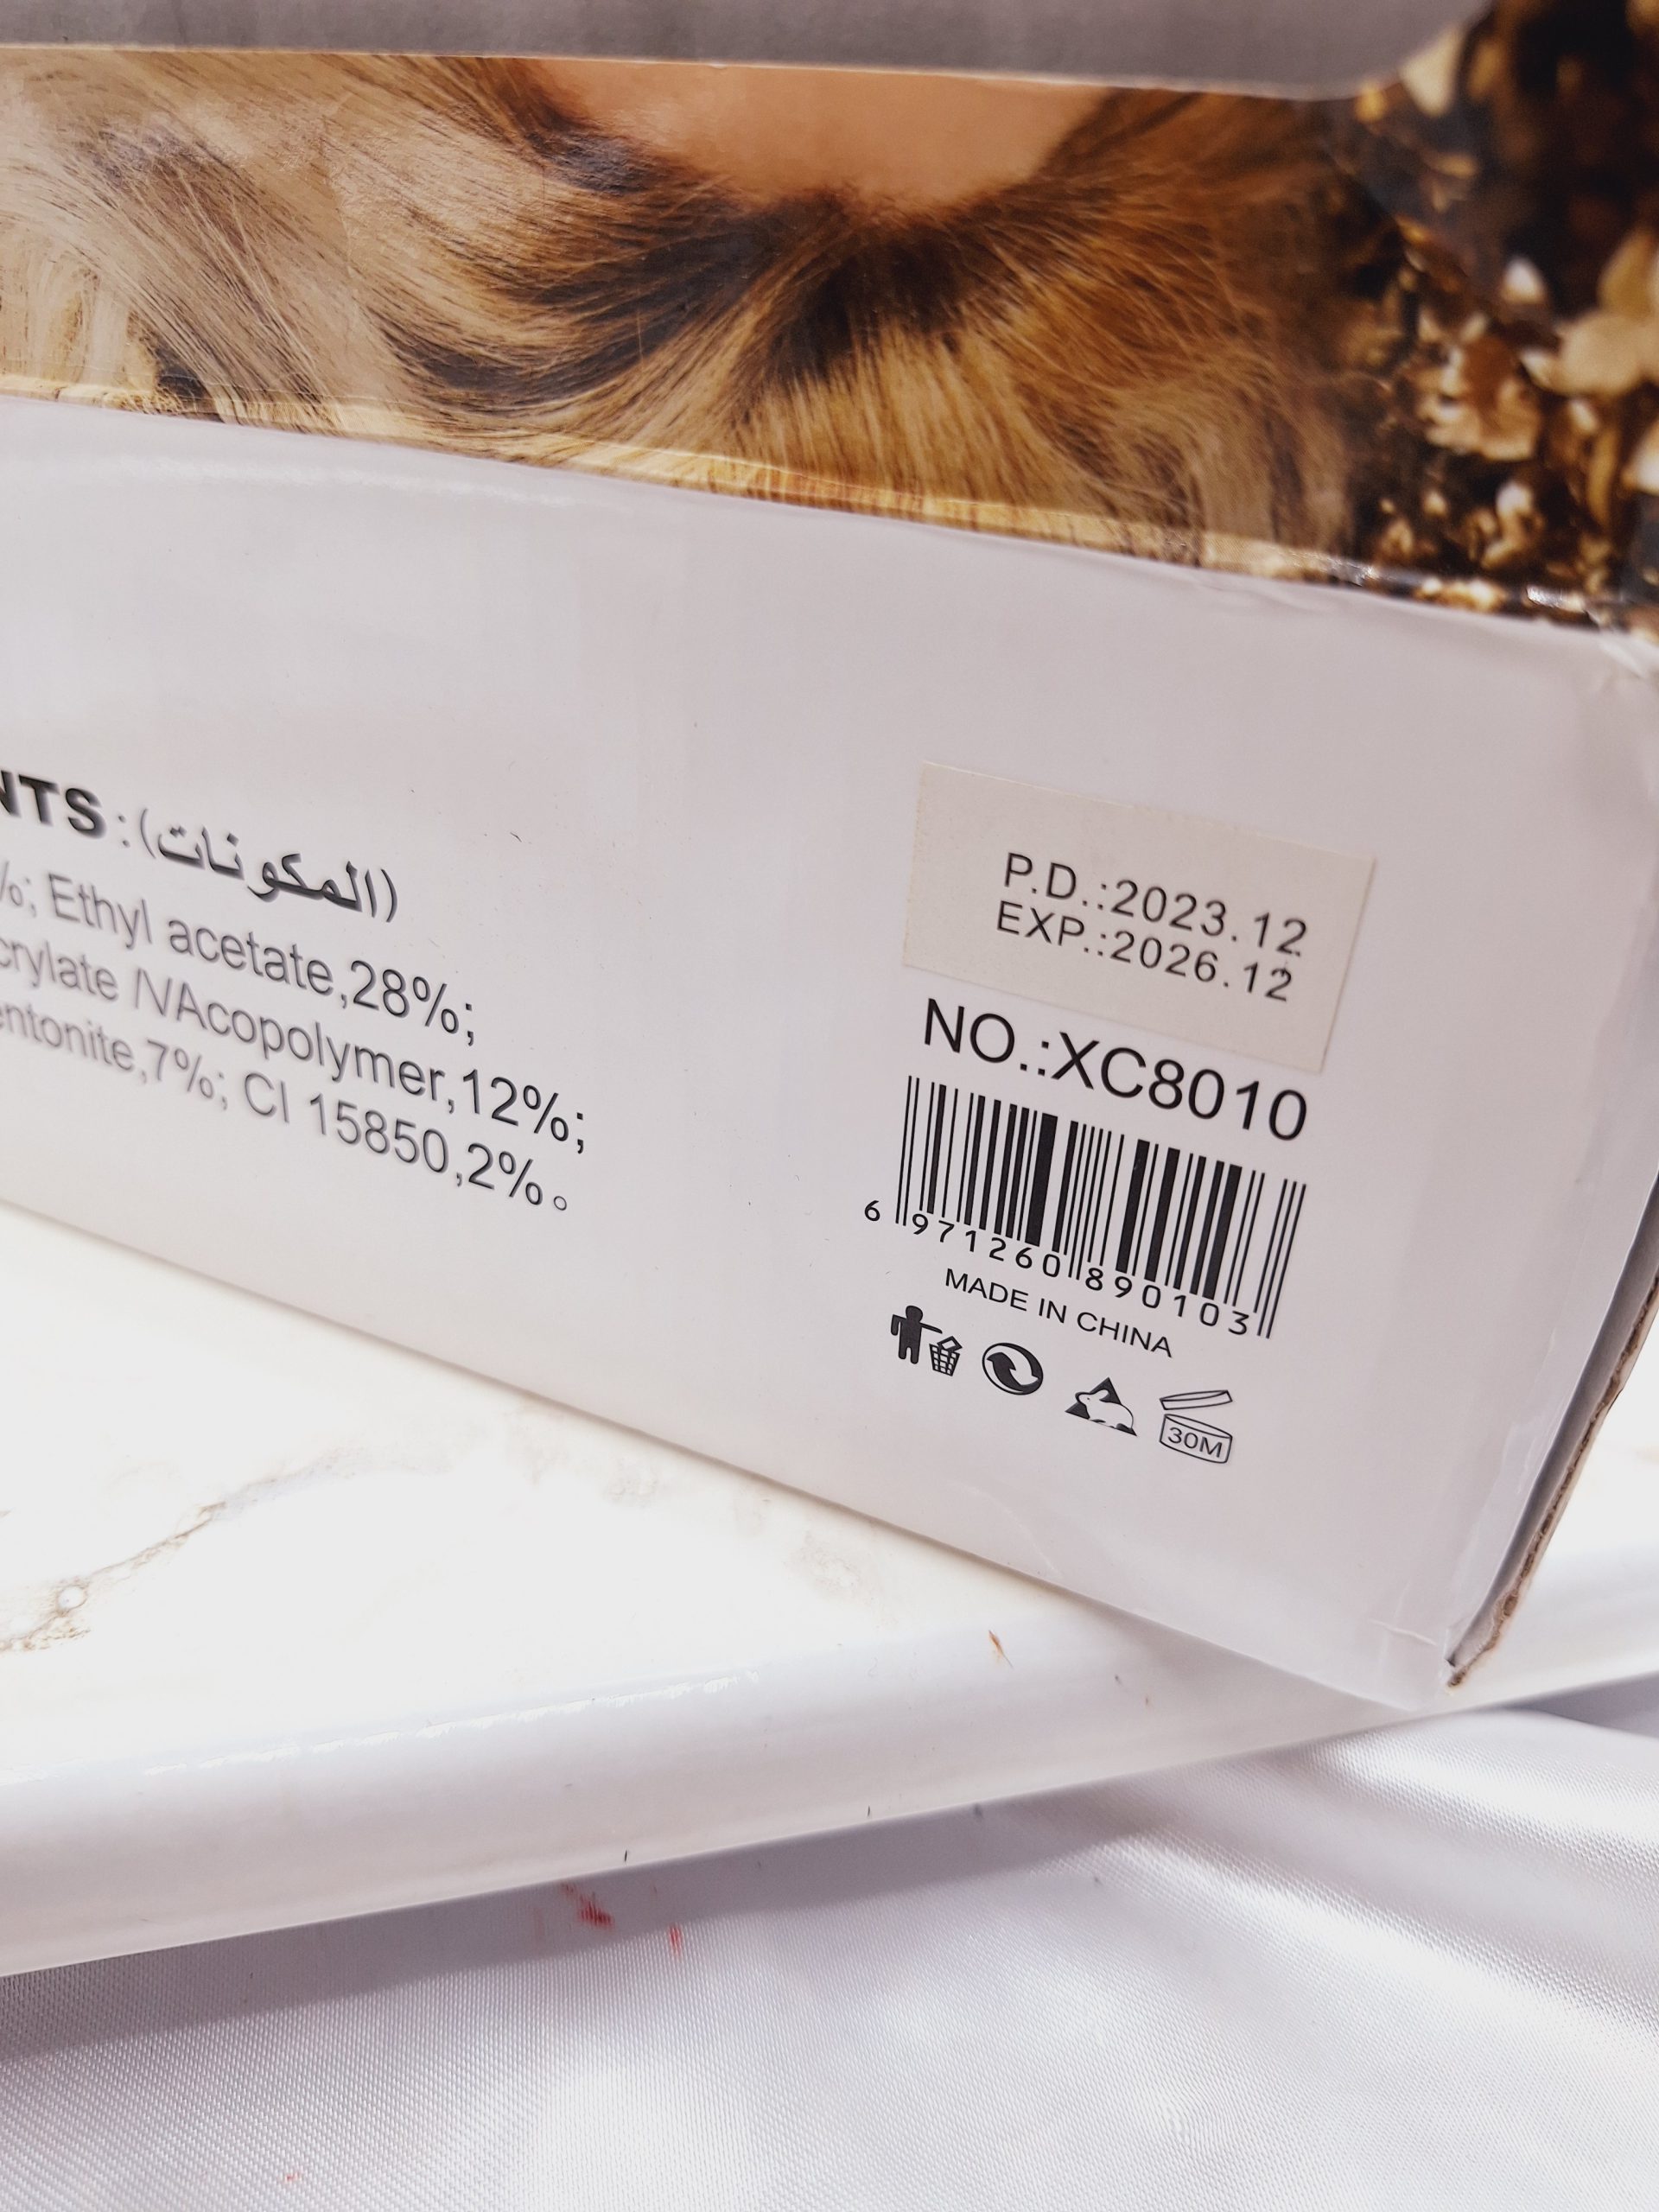 NTS:(المكونات)
%; Ethyl acetate,28%;
crylate /VAcopolymer,12%;
entonite,7%; CI 15850,2%。
P.D.:2023.12
EXP.:2026.12
NO.:XC8010
6 971260 890103
MADE IN CHINA
30M